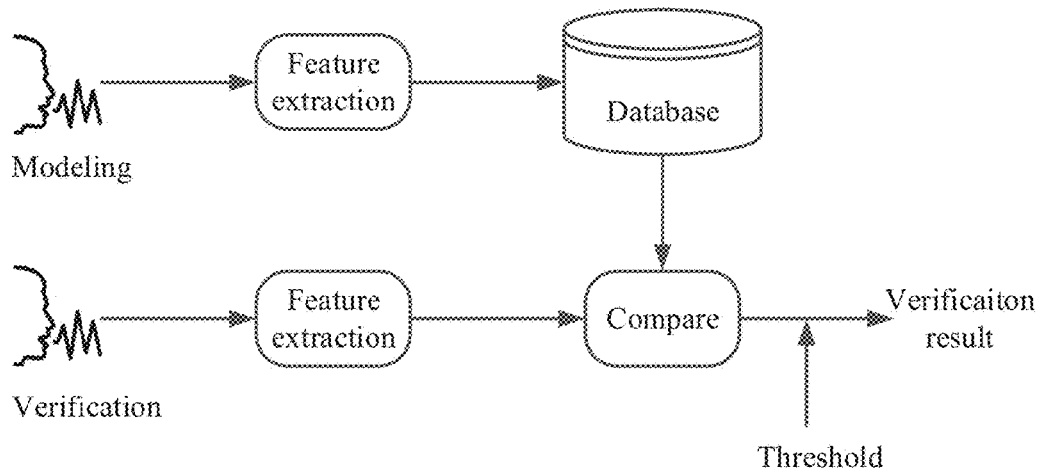 Feature
extraction
Database
Modeling
Feature
extraction
Compare
Verificaiton
result
Verification
Threshold